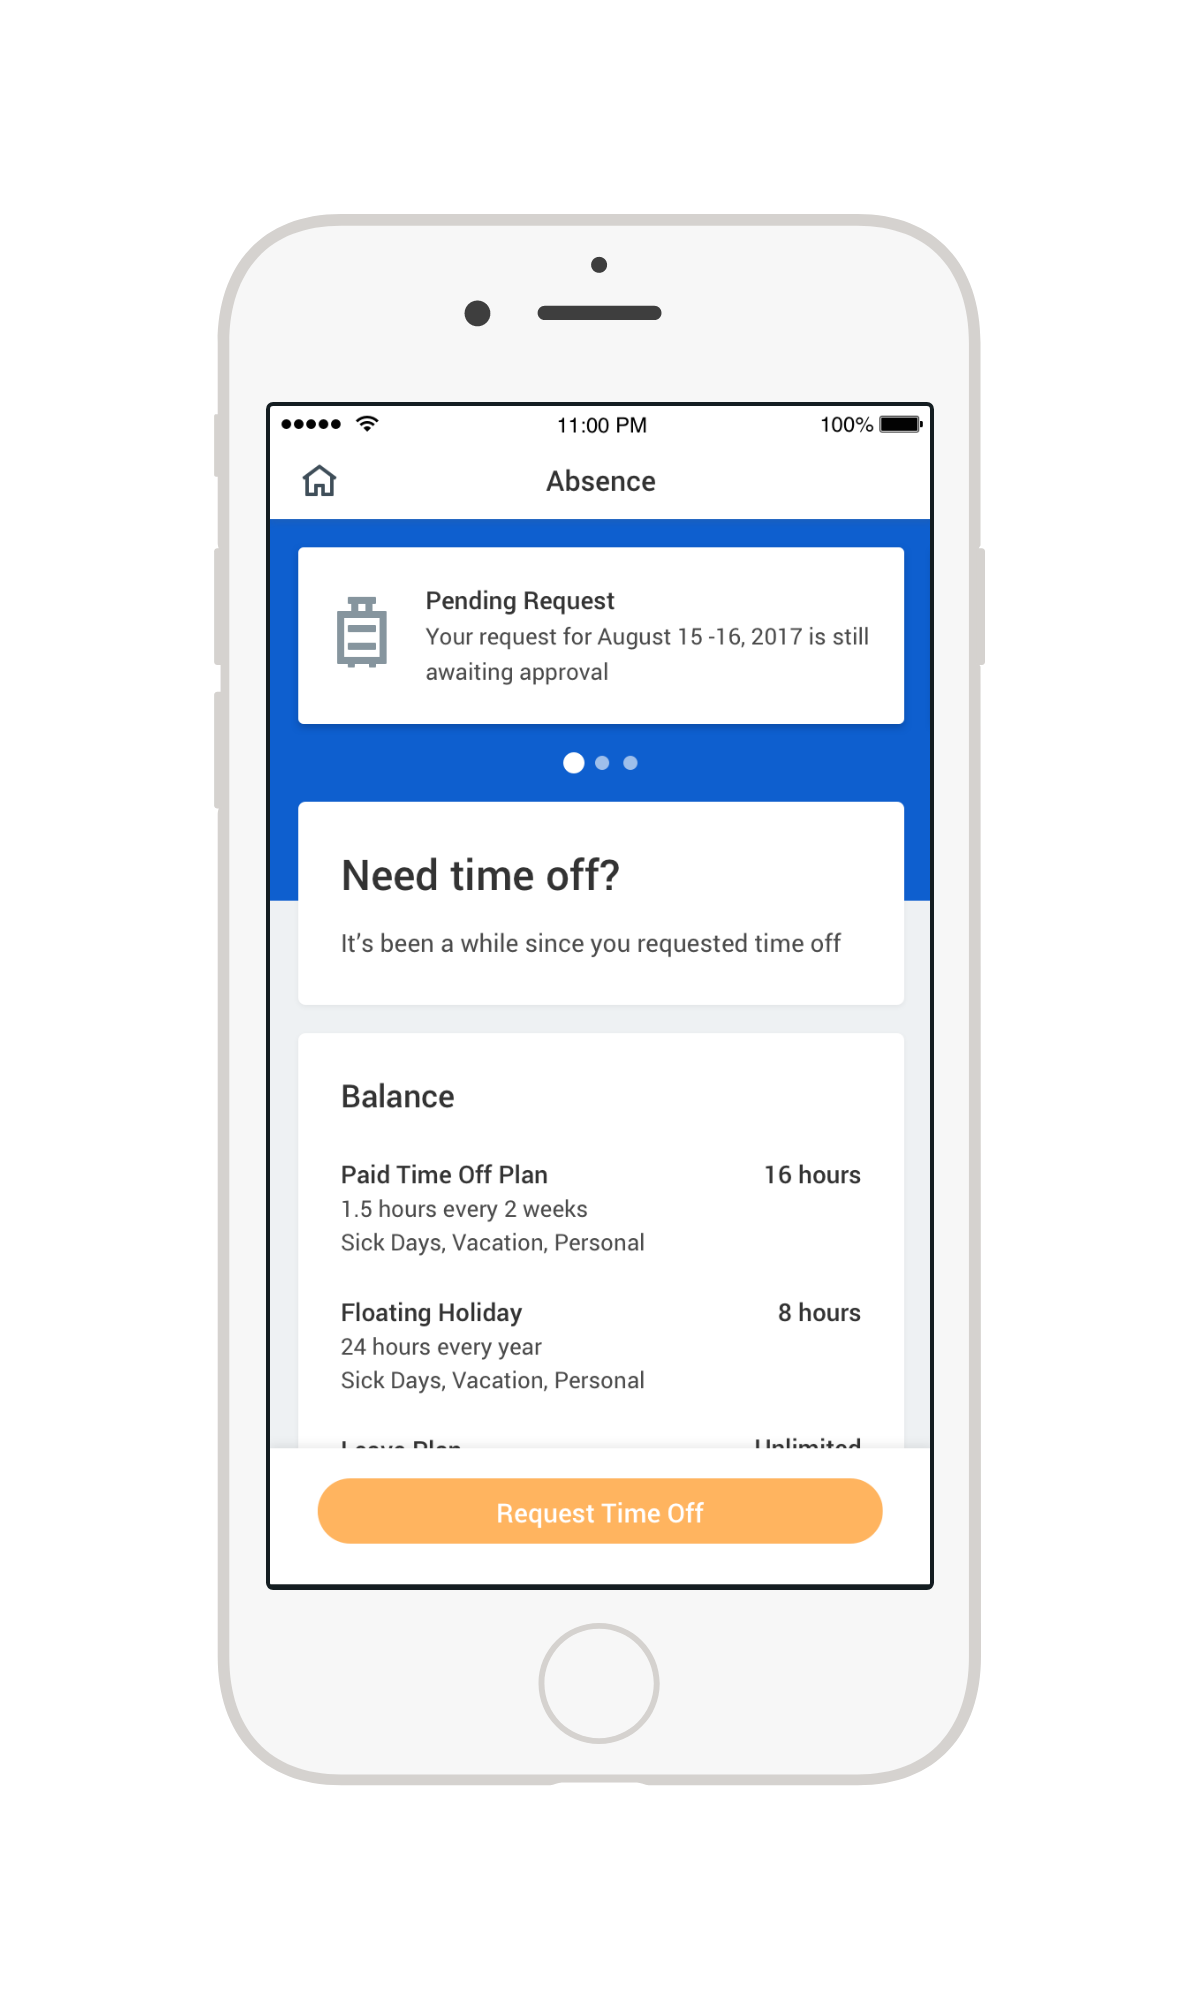 11:00 PM
100%
Absence
Pending Request
Your request for August 15 -16, 2017 is still
awaiting approval
Need time off?
It’s been a while since you requested time off
Balance
Paid Time Off Plan 16 hours
1.5 hours every 2 weeks
Sick Days, Vacation, Personal
Floating Holiday 8 hours
24 hours every year
Sick Days, Vacation, Personal
Leave Plan Unlimited
Request Time Off